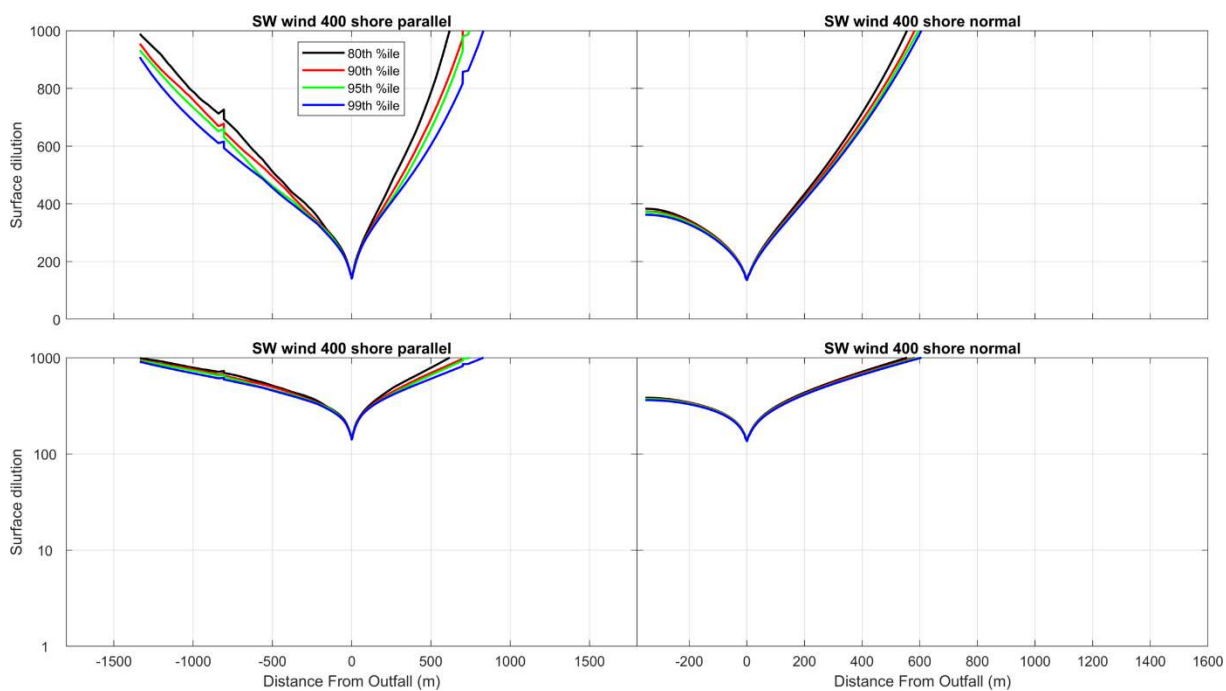 SW wind 400 shore parallel
SW wind 400 shore normal
1000
800
600
400
200
0
Surface dilution
80th %ile
90th %ile
95th %ile
99th %ile
SW wind 400 shore parallel
SW wind 400 shore normal
1000
100
10
1
Surface dilution
-1500 -1000 -500 0 500 1000 1500
-200 0 200 400 600 800 1000 1200 1400 1600
Distance From Outfall (m)
Distance From Outfall (m)